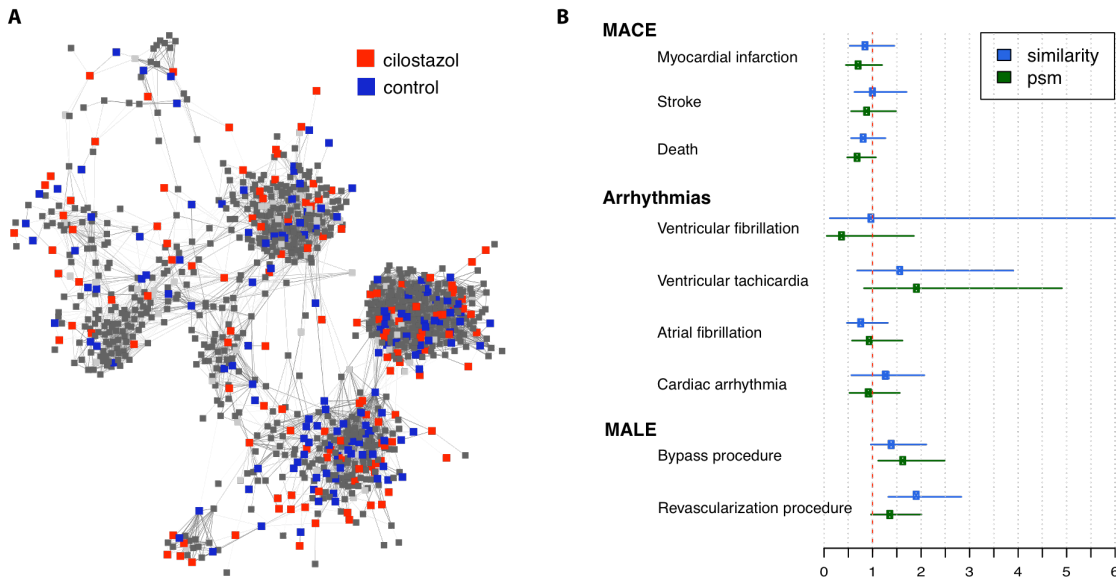 A
cilostazol
control
B
MACE
Myocardial infarction
Stroke
Death
Arrhythmias
Ventricular fibrillation
Ventricular tachicardia
Atrial fibrillation
Cardiac arrhythmia
MALE
Bypass procedure
Revascularization procedure
similarity
psm
0 1 2 3 4 5 6